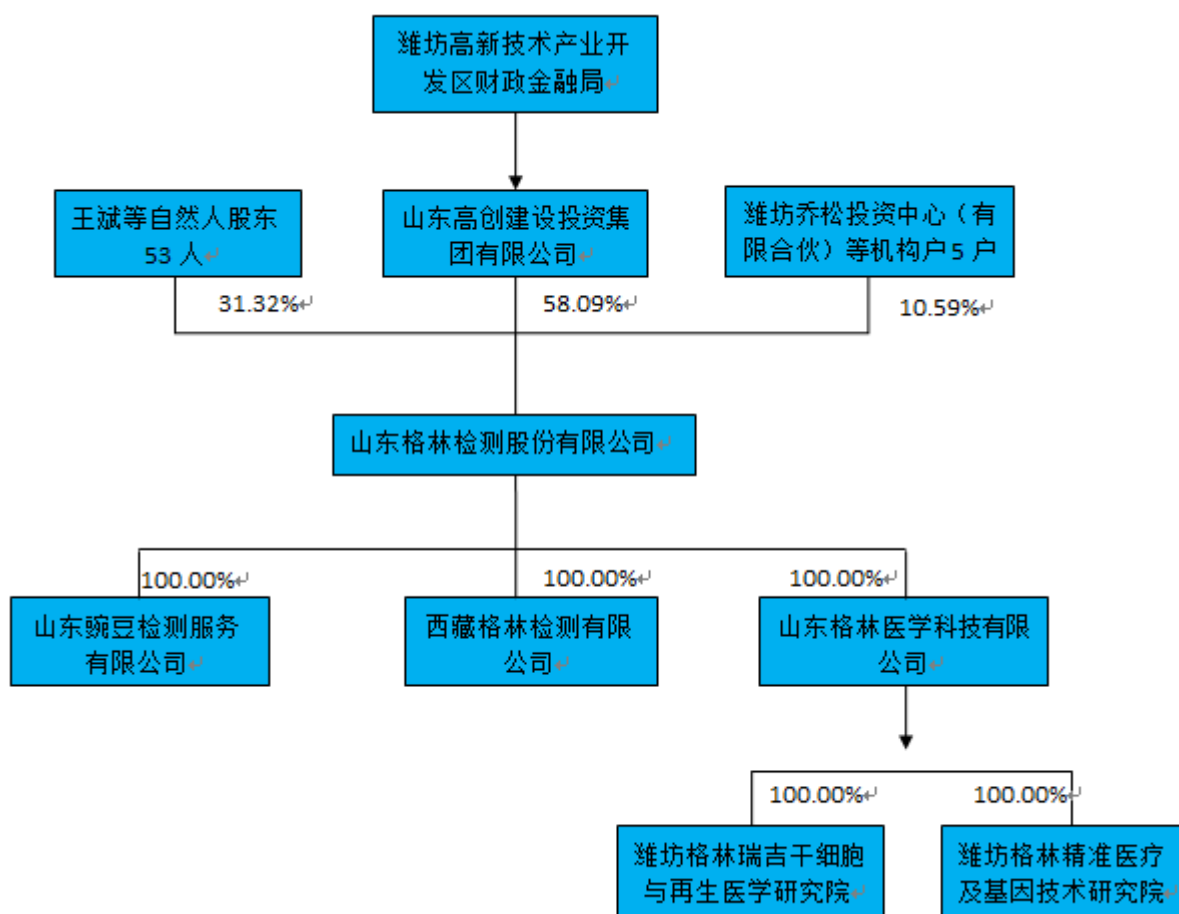 潍坊高新技术产业开
发区财政金融局↵
王斌等自然人股东
53 人↵
山东高创建设投资集
团有限公司↵
潍坊乔松投资中心（有
限合伙）等机构户 5 户
31.32%↵
58.09%↵
10.59%↵
山东格林检测股份有限公司↵
100.00%↵
100.00%↵
100.00%↵
山东豌豆检测服务
有限公司↵
西藏格林检测有限
公司↵
山东格林医学科技有限
公司↵
100.00%↵
100.00%↵
潍坊格林瑞吉干细胞
与再生医学研究院↵
潍坊格林精准医疗
及基因技术研究院↵